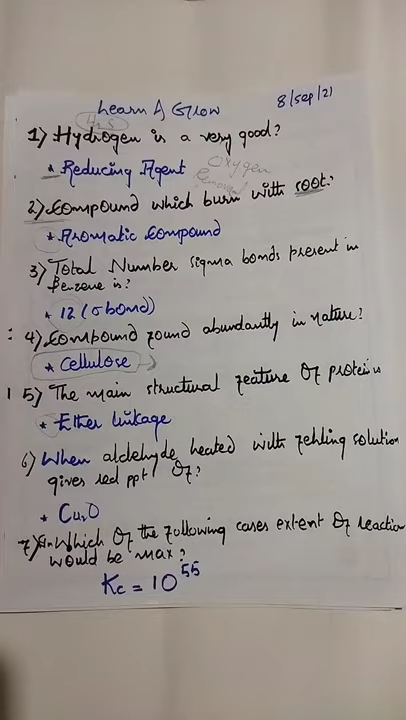 Learn & Grow 8/sep/21
H2S
1) Hydrogen is a very good?
* Reducing Agent Oxygen
2) Compound which burn with soot?
* Aromatic Compound
3) Total Number sigma bonds present in
Benzene is?
* 12 (σ bond)
4) Compound found abundantly in nature?
* Cellulose
5) The main structural feature Of protein is
* Ether linkage
6) When aldehyde heated with fehling solution
gives red ppt Of?
* Cu2O
7) In Which Of the following cases extent Of reaction
would be max?
Kc = 10^55